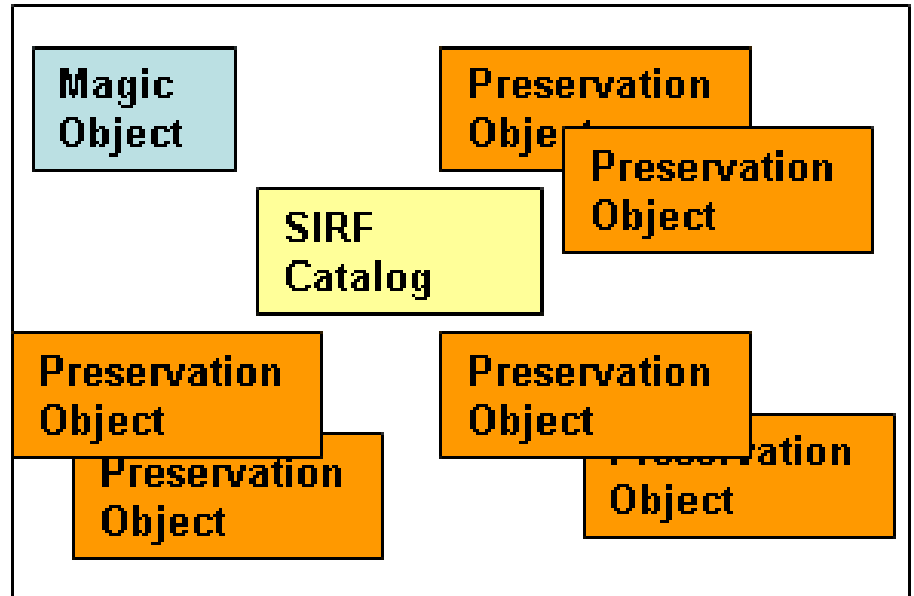 Magic
Object
Preservation
Object
Preservation
Object
SIRF
Catalog
Preservation
Object
Preservation
Object
Preservation
Object
Preservation
Object